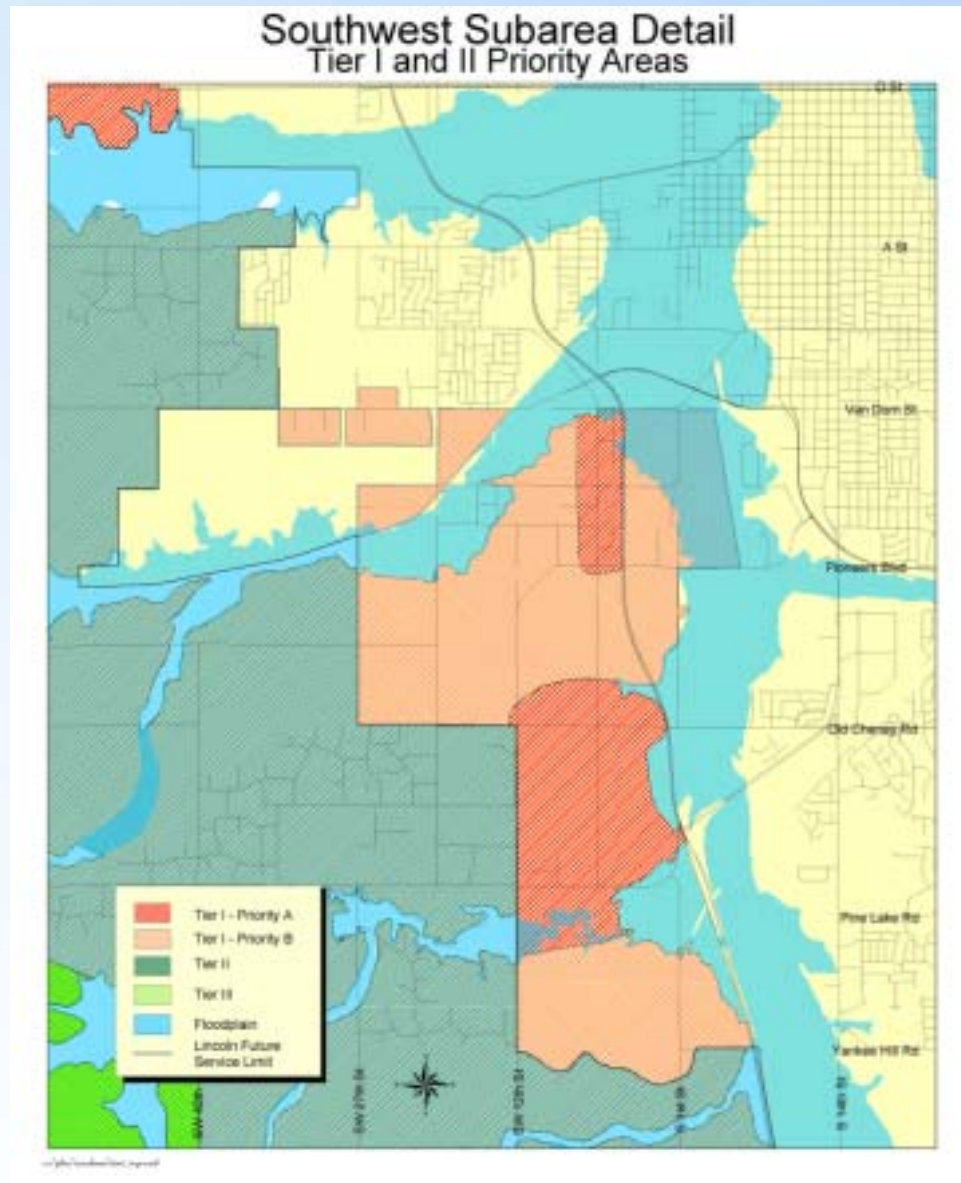 Southwest Subarea Detail
Tier I and II Priority Areas
O St
A St
Van Dorn St
Pioneers Blvd
Old Cheney Rd
Pine Lake Rd
Yankee Hill Rd
Tier I - Priority A
Tier I - Priority B
Tier II
Tier III
Floodplain
Lincoln Future
Service Limit
SW 40th
SW 27th St
SW 12th St
S 1st St
S 14th St